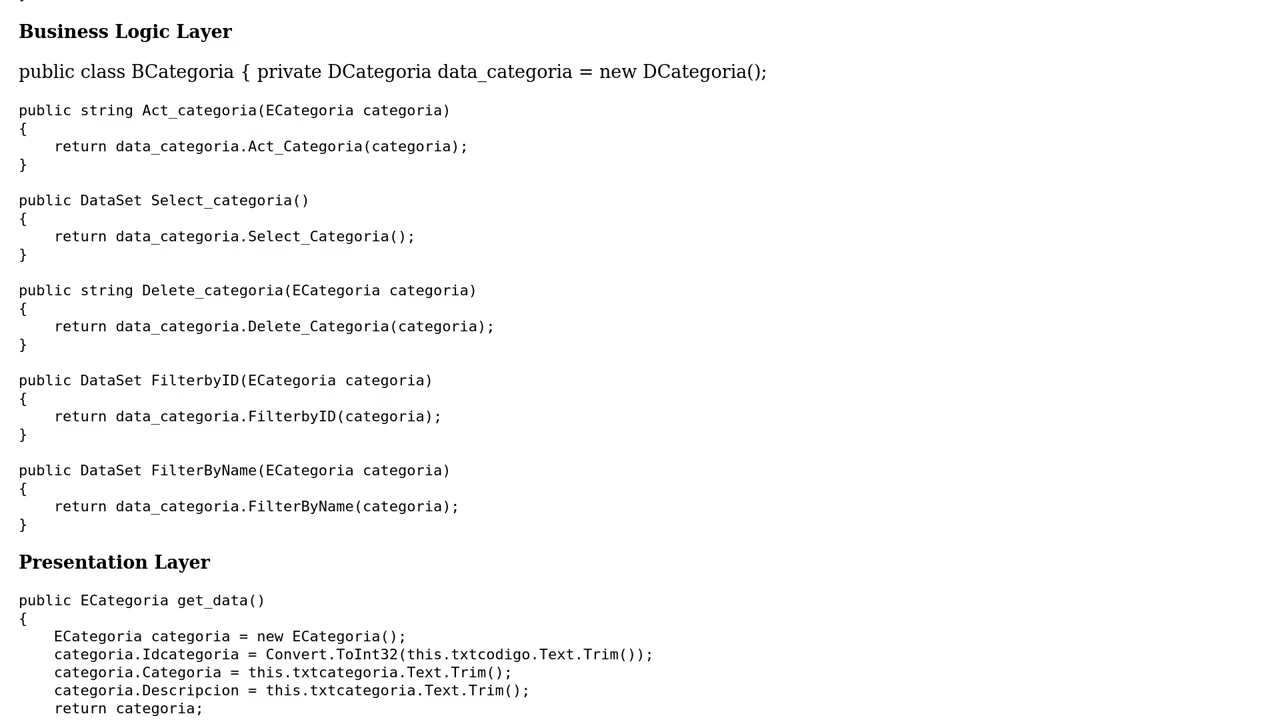 Business Logic Layer
public class BCategoria { private DCategoria data_categoria = new DCategoria();
public string Act_categoria(ECategoria categoria)
{
    return data_categoria.Act_Categoria(categoria);
}
public DataSet Select_categoria()
{
    return data_categoria.Select_Categoria();
}
public string Delete_categoria(ECategoria categoria)
{
    return data_categoria.Delete_Categoria(categoria);
}
public DataSet FilterbyID(ECategoria categoria)
{
    return data_categoria.FilterbyID(categoria);
}
public DataSet FilterByName(ECategoria categoria)
{
    return data_categoria.FilterByName(categoria);
}
Presentation Layer
public ECategoria get_data()
{
    ECategoria categoria = new ECategoria();
    categoria.Idcategoria = Convert.ToInt32(this.txtcodigo.Text.Trim());
    categoria.Categoria = this.txtcategoria.Text.Trim();
    categoria.Descripcion = this.txtcategoria.Text.Trim();
    return categoria;